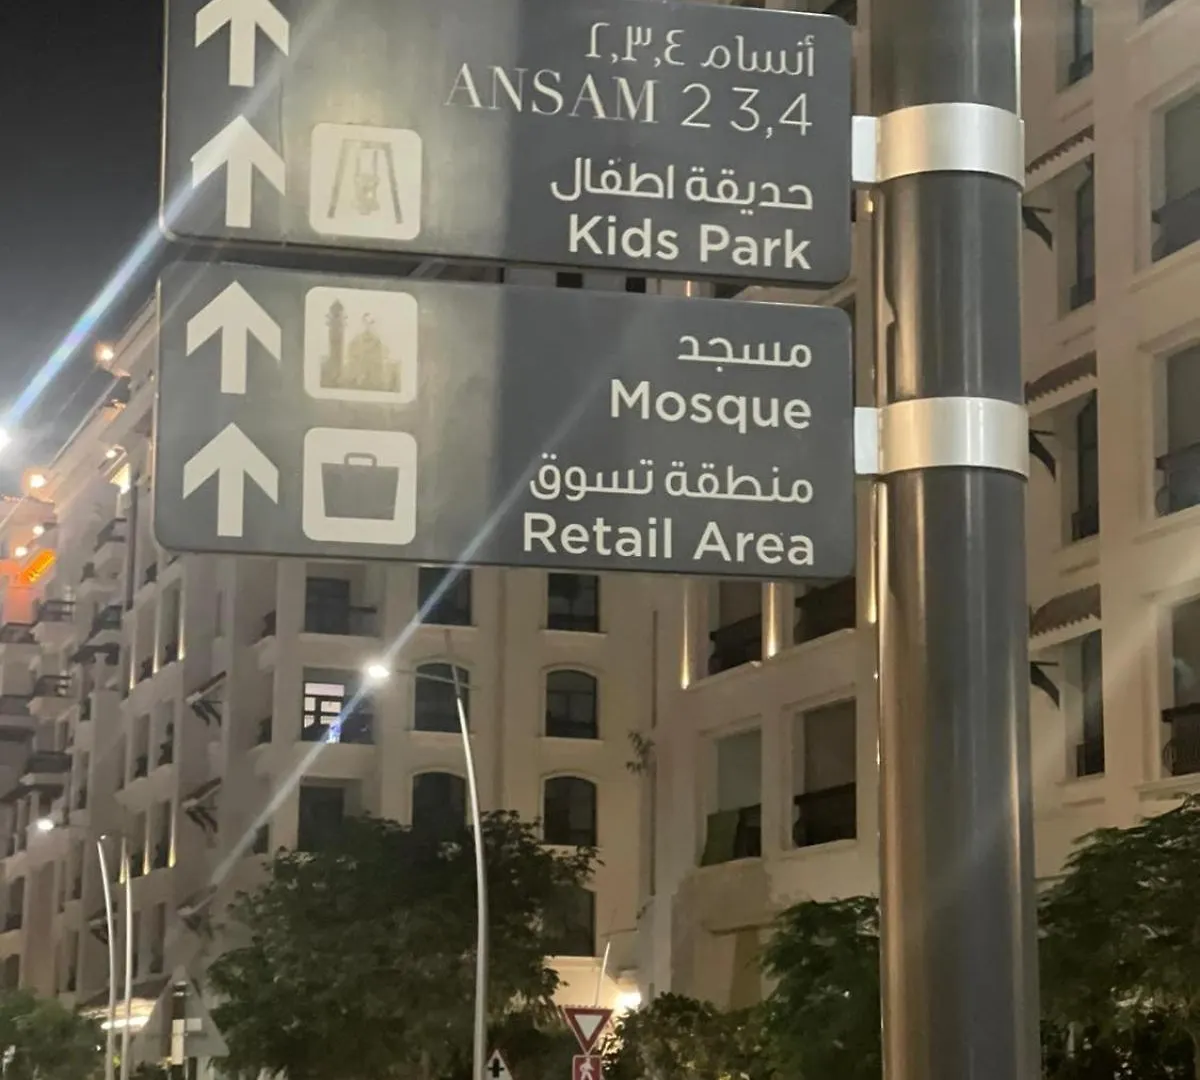 أنسام ٢,٣,٤
ANSAM 2 3,4
حديقة اطفال
Kids Park
مسجد
Mosque
منطقة تسوق
Retail Area